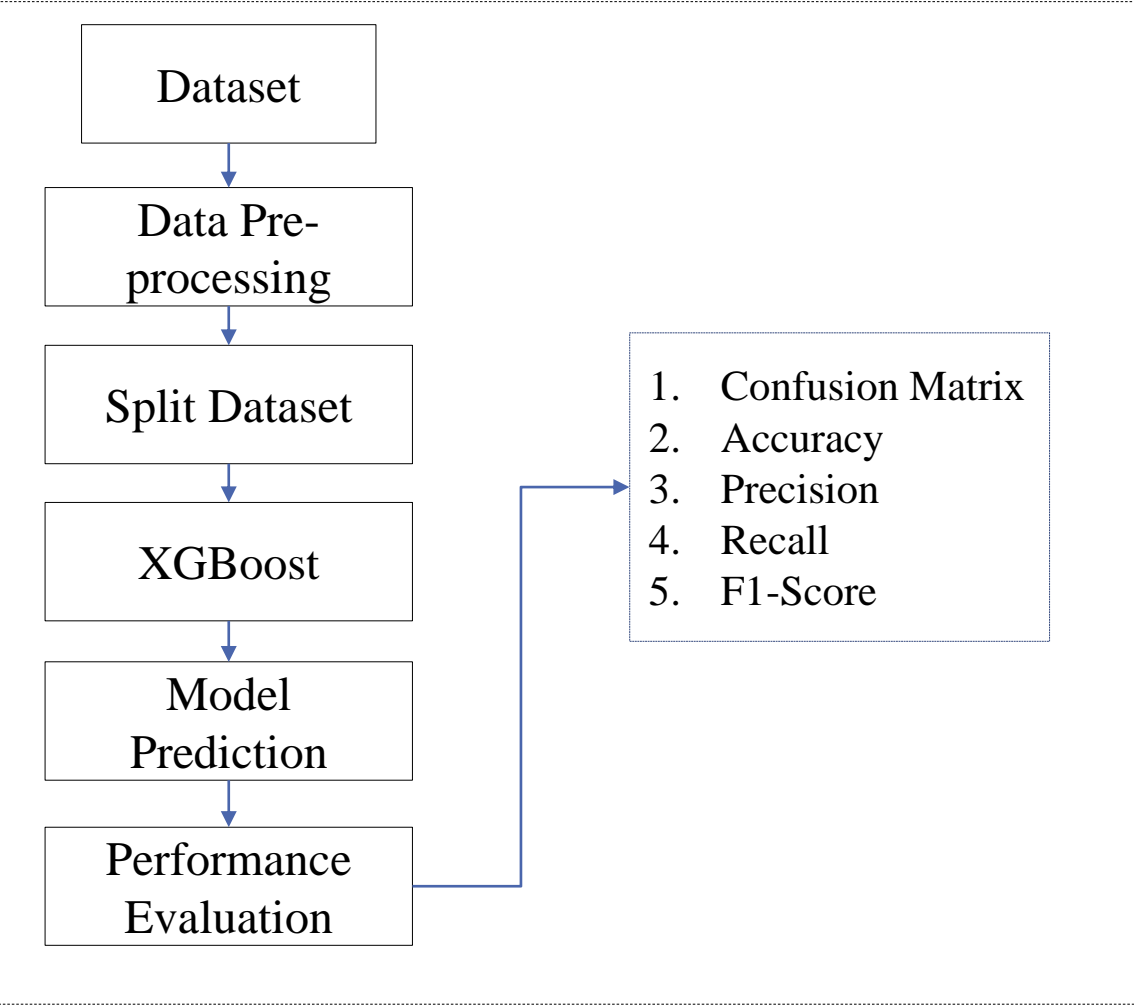 Dataset
Data Pre-
processing
Split Dataset
XGBoost
Model
Prediction
Performance
Evaluation
1. Confusion Matrix
2. Accuracy
3. Precision
4. Recall
5. F1-Score